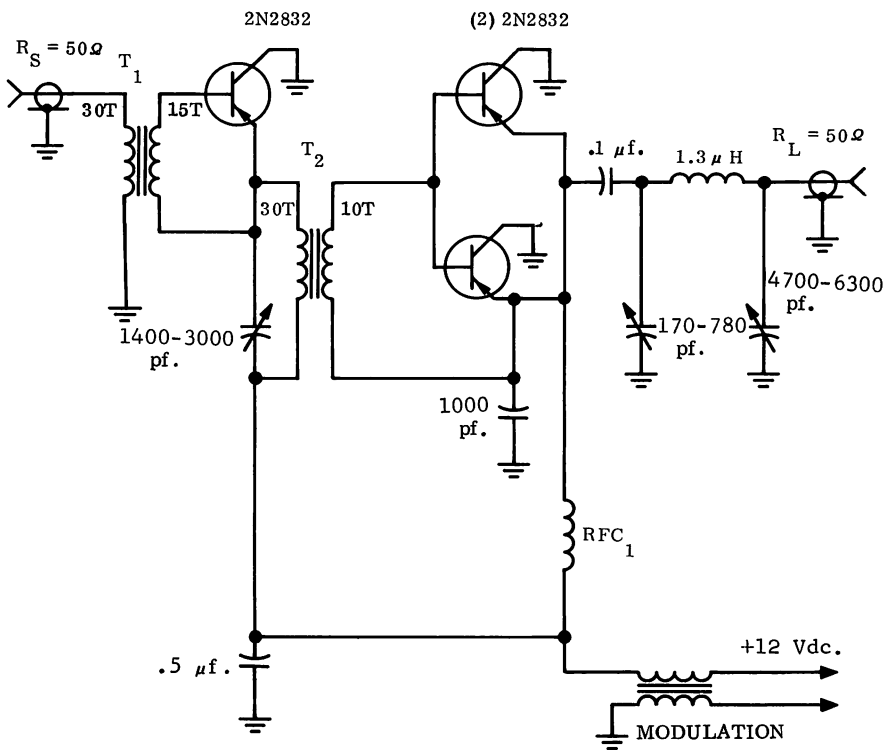 2N2832
(2) 2N2832
R_S = 50Ω
T_1
30T
15T
T_2
30T
10T
.1 μf.
1.3 μH
R_L = 50Ω
1400-3000
pf.
170-780
pf.
4700-6300
pf.
1000
pf.
RFC_1
.5 μf.
+12 Vdc.
MODULATION